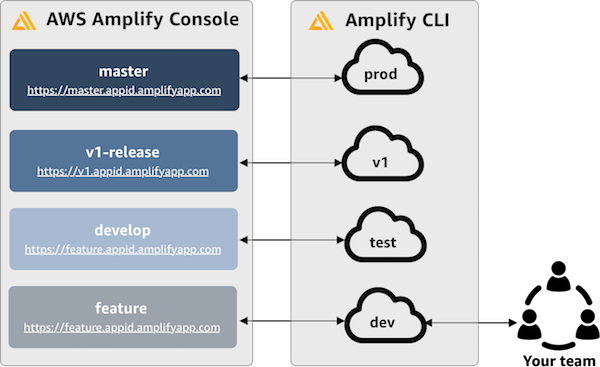 AWS Amplify Console
Amplify CLI
master
https://master.appid.amplifyapp.com
prod
v1-release
https://v1.appid.amplifyapp.com
v1
develop
https://feature.appid.amplifyapp.com
test
feature
https://feature.appid.amplifyapp.com
dev
Your team